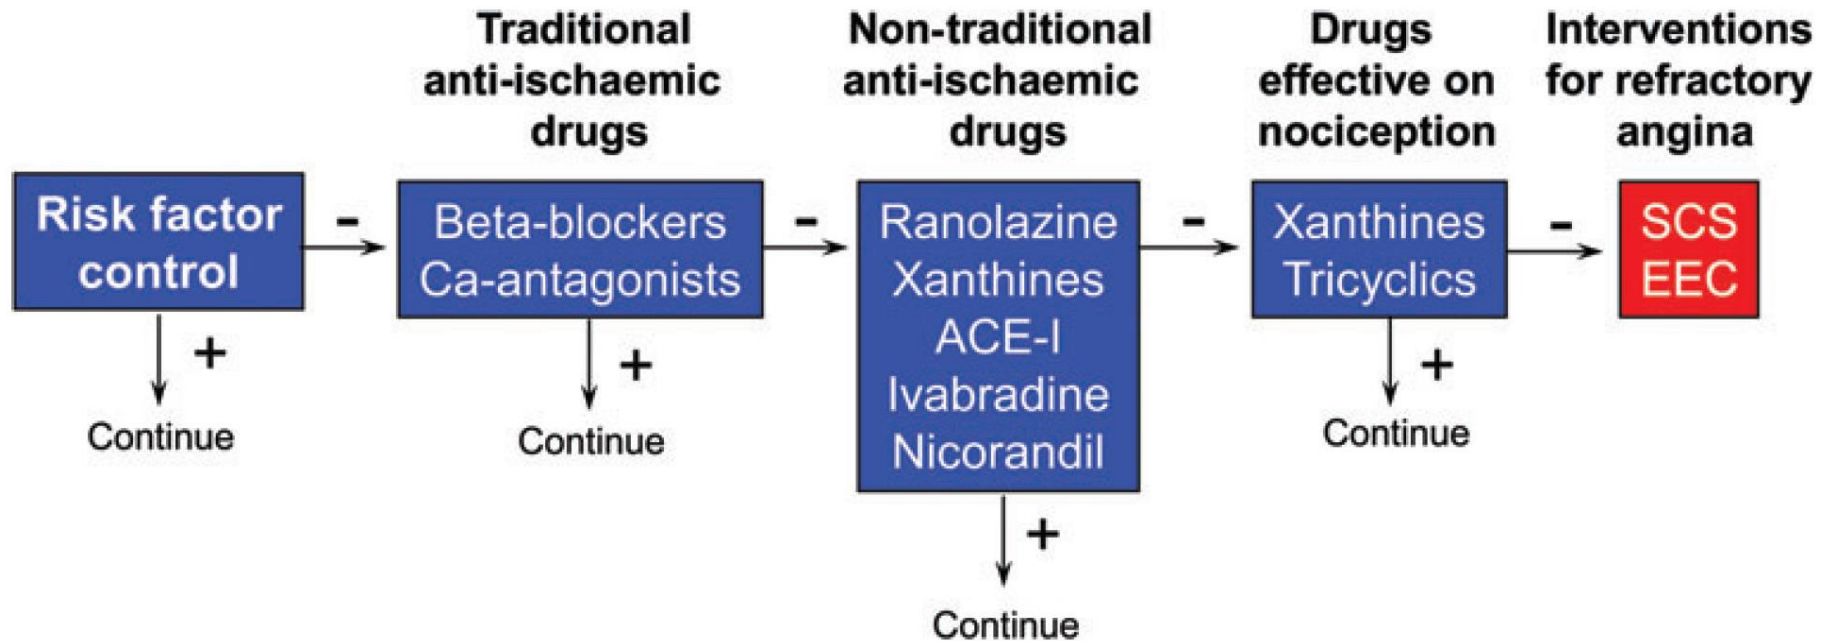 Traditional
anti-ischaemic
drugs
Non-traditional
anti-ischaemic
drugs
Drugs
effective on
nociception
Interventions
for refractory
angina
Risk factor
control
-
Beta-blockers
Ca-antagonists
-
Ranolazine
Xanthines
ACE-I
Ivabradine
Nicorandil
-
Xanthines
Tricyclics
-
SCS
EEC
+
Continue
+
Continue
+
Continue
+
Continue